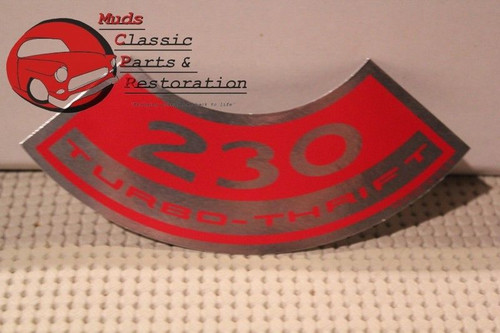 Muds
Classic
Parts &
Restoration
230
TURBO-THRIFT